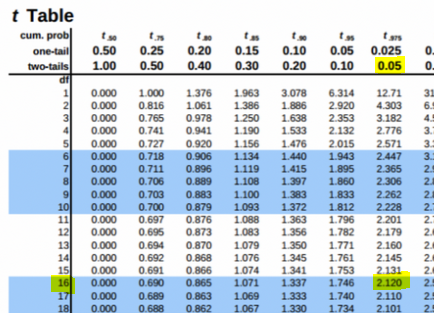 t Table
cum. prob t .50 t .75 t .80 t .85 t .90 t .95 t .975
one-tail 0.50 0.25 0.20 0.15 0.10 0.05 0.025
two-tails 1.00 0.50 0.40 0.30 0.20 0.10 0.05
df
1 0.000 1.000 1.376 1.963 3.078 6.314 12.71
2 0.000 0.816 1.061 1.386 1.886 2.920 4.303
3 0.000 0.765 0.978 1.250 1.638 2.353 3.182
4 0.000 0.741 0.941 1.190 1.533 2.132 2.776
5 0.000 0.727 0.920 1.156 1.476 2.015 2.571
6 0.000 0.718 0.906 1.134 1.440 1.943 2.447
7 0.000 0.711 0.896 1.119 1.415 1.895 2.365
8 0.000 0.706 0.889 1.108 1.397 1.860 2.306
9 0.000 0.703 0.883 1.100 1.383 1.833 2.262
10 0.000 0.700 0.879 1.093 1.372 1.812 2.228
11 0.000 0.697 0.876 1.088 1.363 1.796 2.201
12 0.000 0.695 0.873 1.083 1.356 1.782 2.179
13 0.000 0.694 0.870 1.079 1.350 1.771 2.160
14 0.000 0.692 0.868 1.076 1.345 1.761 2.145
15 0.000 0.691 0.866 1.074 1.341 1.753 2.131
16 0.000 0.690 0.865 1.071 1.337 1.746 2.120
17 0.000 0.689 0.863 1.069 1.333 1.740 2.110
18 0.000 0.688 0.862 1.067 1.330 1.734 2.101